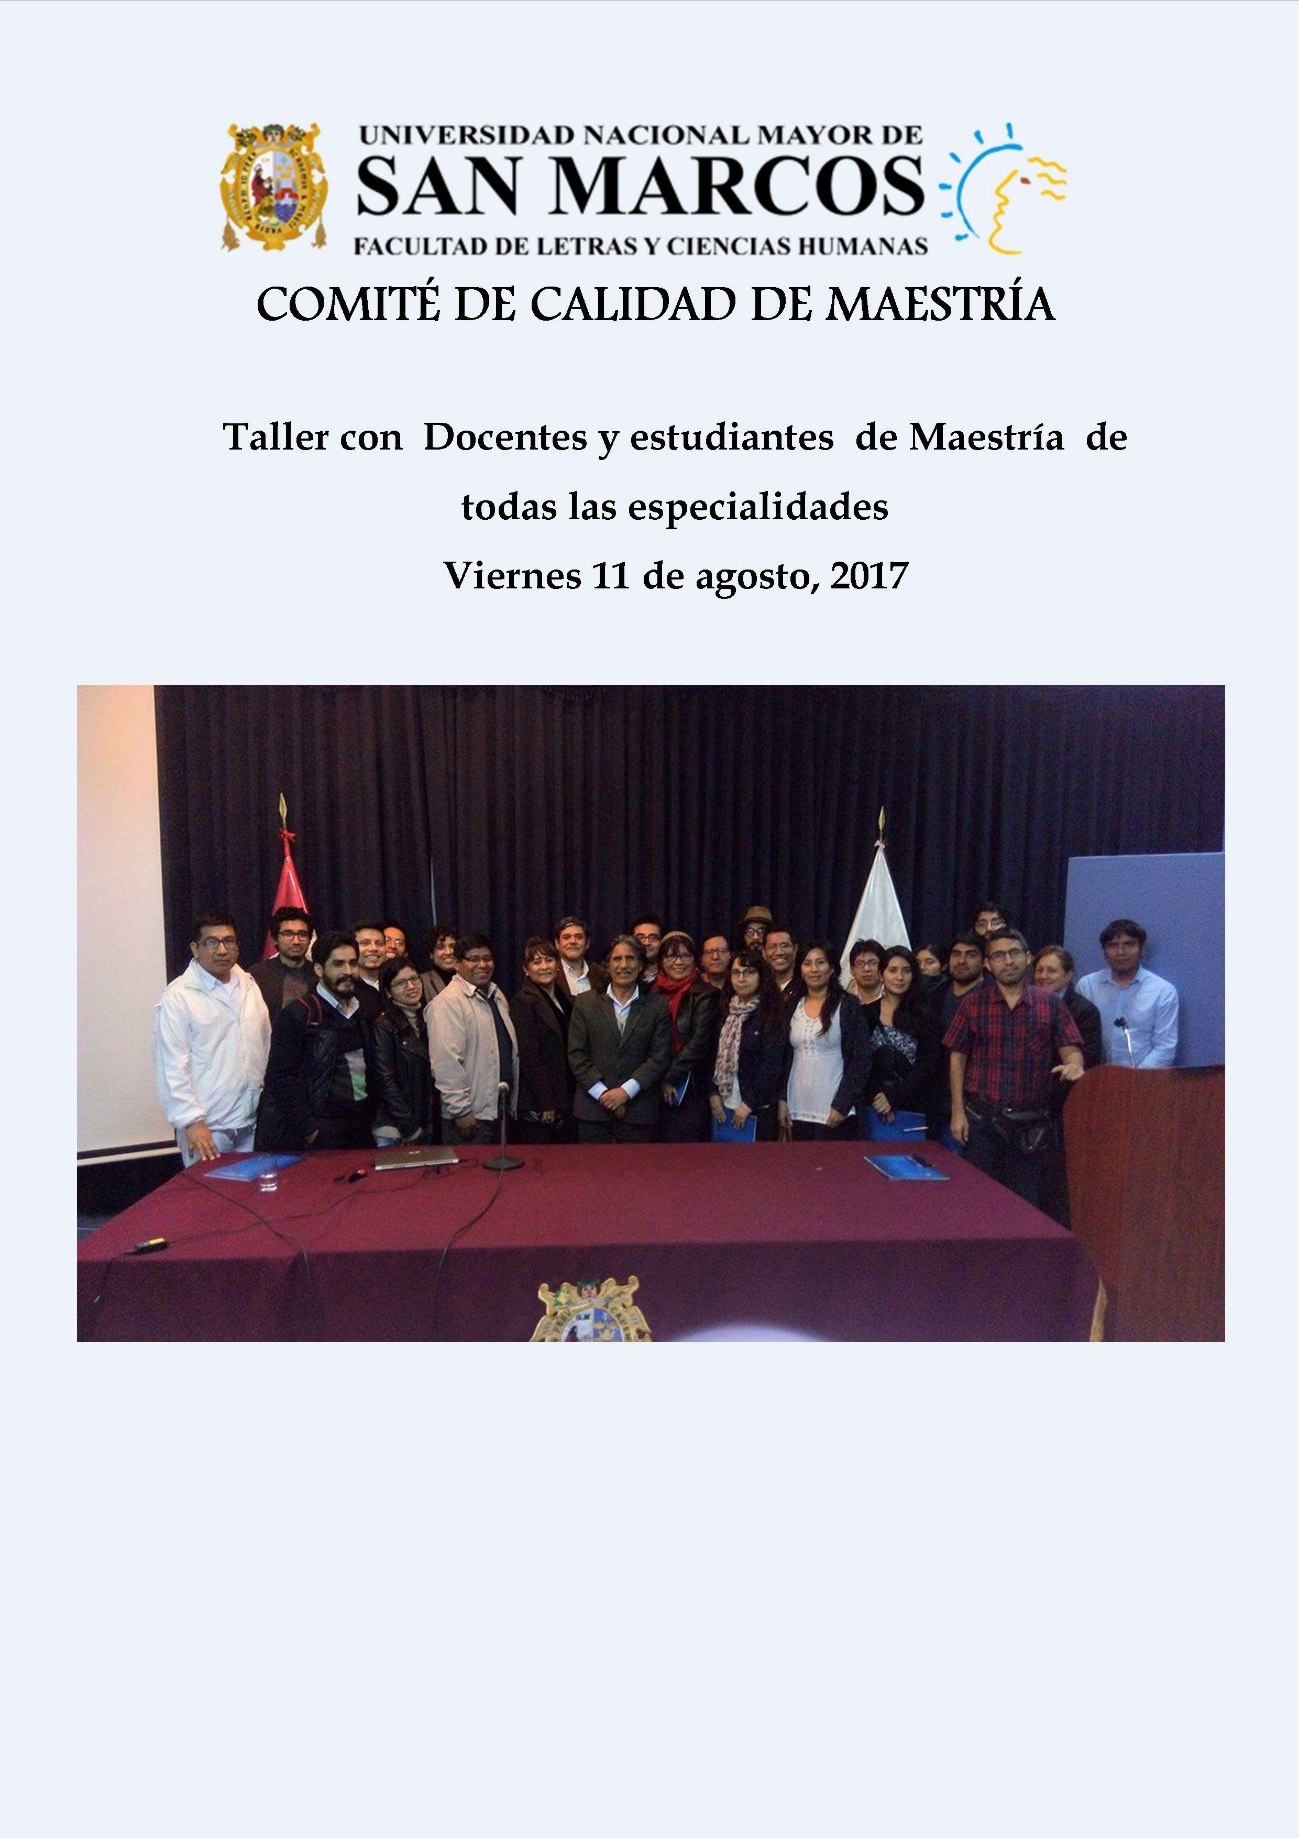 UNIVERSIDAD NACIONAL MAYOR DE
SAN MARCOS
FACULTAD DE LETRAS Y CIENCIAS HUMANAS
COMITÉ DE CALIDAD DE MAESTRÍA
Taller con Docentes y estudiantes de Maestría de
todas las especialidades
Viernes 11 de agosto, 2017